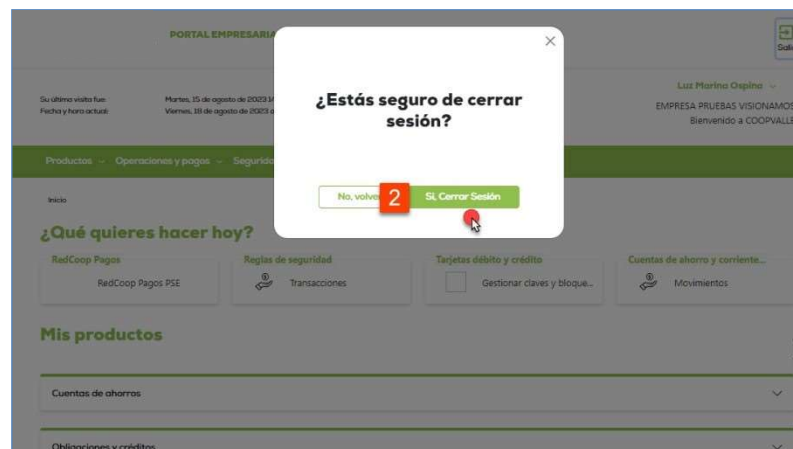 PORTAL EMPRESARIA
¿Estás seguro de cerrar
sesión?
No, volve
2
Sí, Cerrar Sesión
Su última visita fue:
Martes, 15 de agosto de 2023
Fecha y hora actual:
Viernes, 18 de agosto de 2023
Luz Marina Ospina
EMPRESA PRUEBAS VISIONAMOS
Bienvenido a COOPVALLE
Productos
Operaciones y pagos
Segurida
Inicio
¿Qué quieres hacer hoy?
RedCoop Pagos
Reglas de seguridad
Tarjetas débito y crédito
Cuentas de ahorro y corriente...
RedCoop Pagos PSE
Transacciones
Gestionar claves y bloque...
Movimientos
Mis productos
Cuentas de ahorros
Obligaciones y créditos